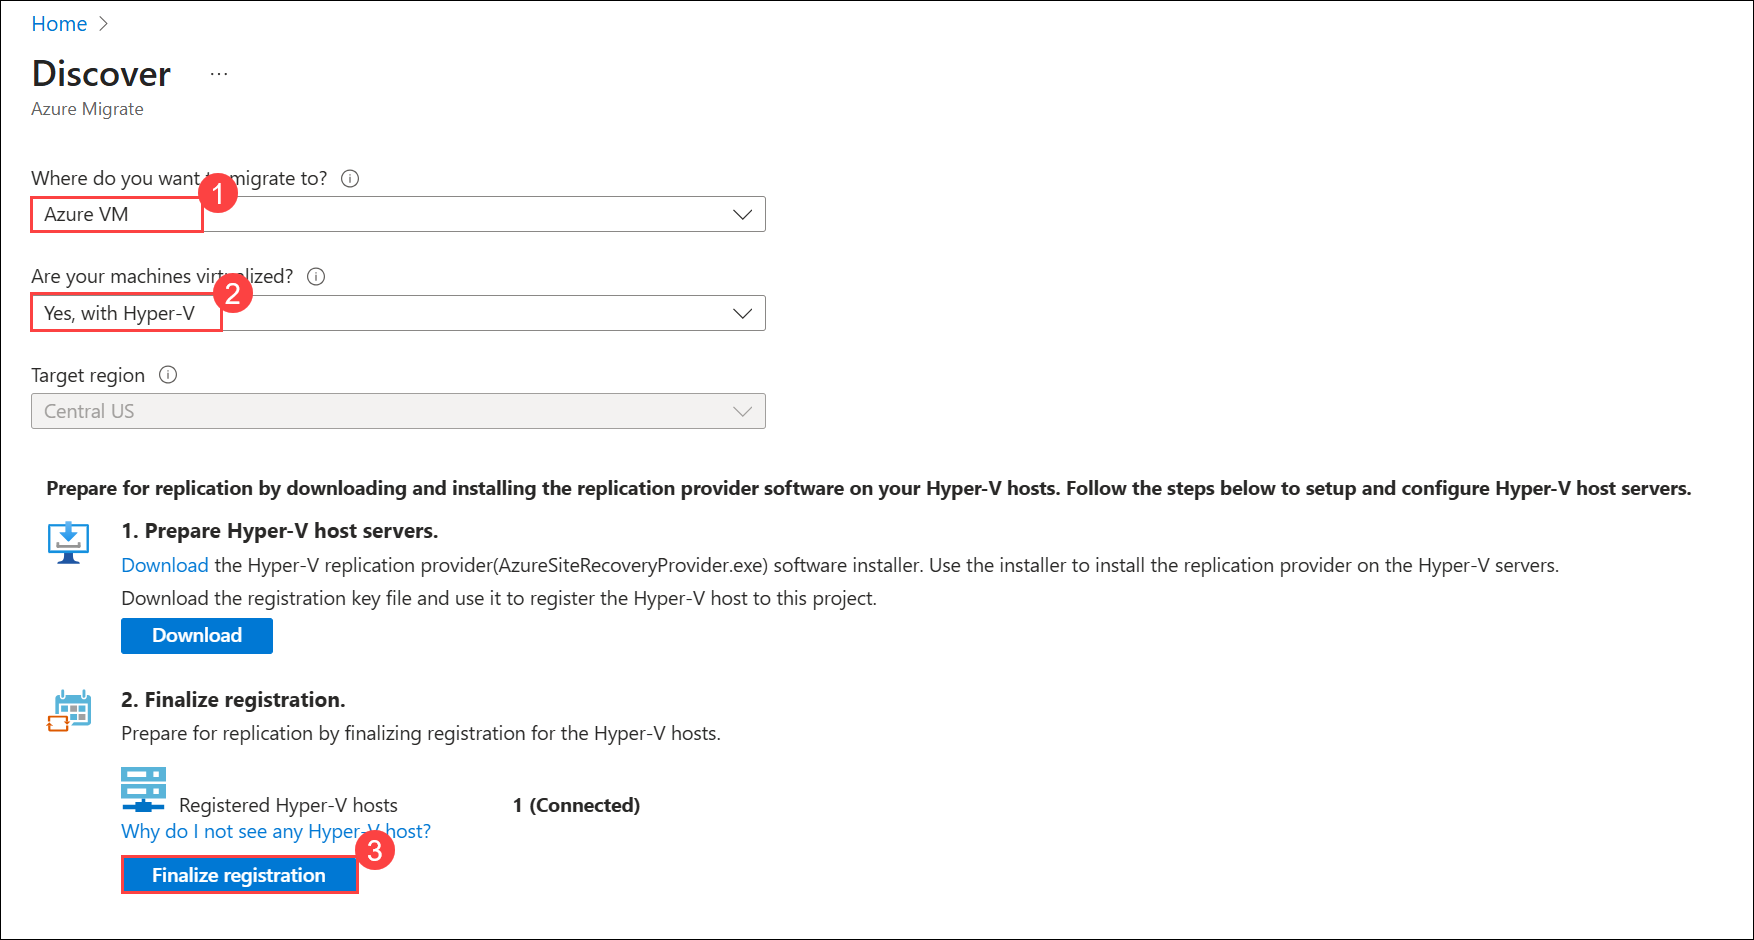 Home >
Discover ...
Azure Migrate
Where do you want to migrate to?
1
Azure VM
Are your machines virtualized?
2
Yes, with Hyper-V
Target region
Central US
Prepare for replication by downloading and installing the replication provider software on your Hyper-V hosts. Follow the steps below to setup and configure Hyper-V host servers.
1. Prepare Hyper-V host servers.
Download the Hyper-V replication provider(AzureSiteRecoveryProvider.exe) software installer. Use the installer to install the replication provider on the Hyper-V servers.
Download the registration key file and use it to register the Hyper-V host to this project.
Download
2. Finalize registration.
Prepare for replication by finalizing registration for the Hyper-V hosts.
Registered Hyper-V hosts 1 (Connected)
Why do I not see any Hyper-V host?
3
Finalize registration